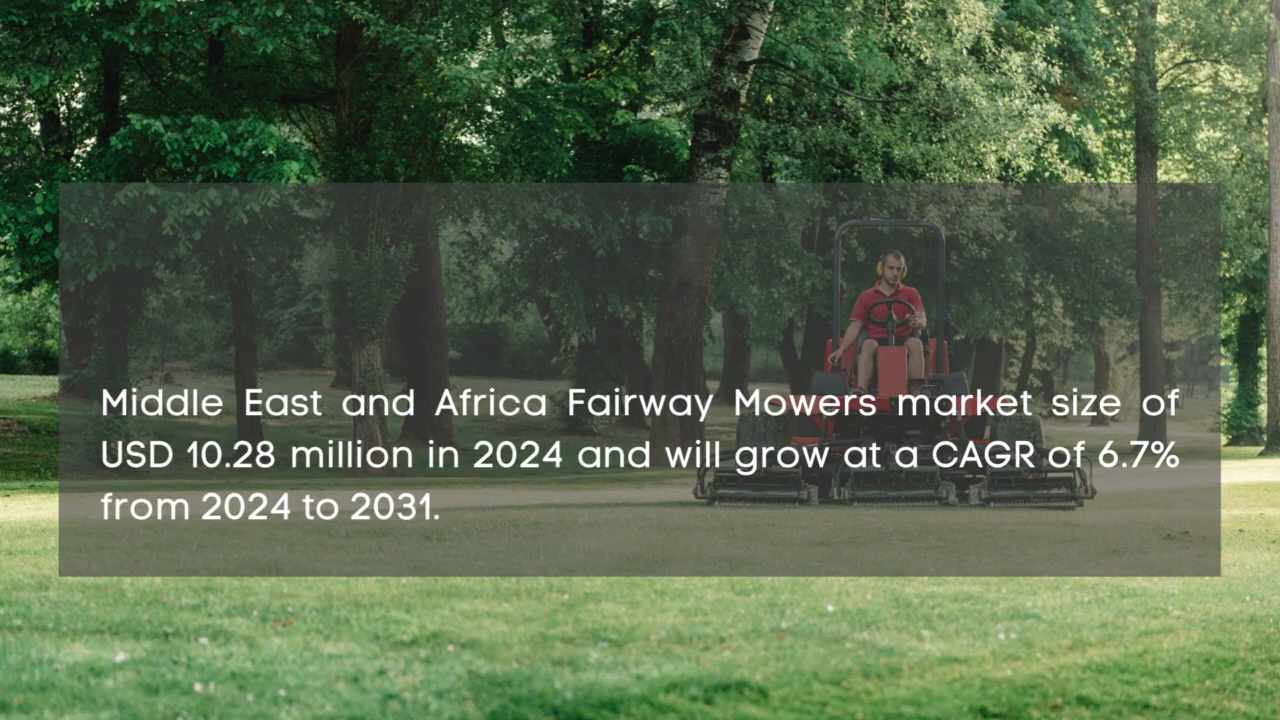 Middle East and Africa Fairway Mowers market size of
USD 10.28 million in 2024 and will grow at a CAGR of 6.7%
from 2024 to 2031.